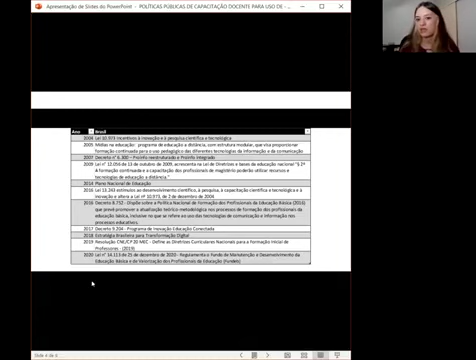 Apresentação de Slides do PowerPoint - POLÍTICAS PÚBLICAS DE CAPACITAÇÃO DOCENTE PARA USO DE - ...
Ano Brasil
2004 Lei 10.973 Incentivos à inovação e à pesquisa científica e tecnológica
2005 Mídias na educação: programa de educação a distância, com estrutura modular, que visa proporcionar
formação continuada para o uso pedagógico das diferentes tecnologias da informação e da comunicação
2007 Decreto n° 6.300 – ProInfo reestruturado e ProInfo Integrado
2009 Lei n° 12.056 de 13 de outubro de 2009, acrescenta na Lei de Diretrizes e bases da educação nacional "§ 2º
A formação continuada e a capacitação dos profissionais de magistério poderão utilizar recursos e
tecnologias de educação a distância".
2014 Plano Nacional de Educação
2016 Lei 13.243 estímulos ao desenvolvimento científico, à pesquisa, à capacitação científica e tecnológica e à
inovação e altera a Lei nº 10.973, de 2 de dezembro de 2004
2016 Decreto 8.752 - Dispõe sobre a Política Nacional de Formação dos Profissionais da Educação Básica (2016)
que prevê promover a atualização teórico-metodológica nos processos de formação dos profissionais da
educação básica, inclusive no que se refere ao uso das tecnologias de comunicação e informação nos
processos educativos.
2017 Decreto 9.204 - Programa de Inovação Educação Conectada
2018 Estratégia Brasileira para Transformação Digital
2019 Resolução CNE/CP 20 MEC - Define as Diretrizes Curriculares Nacionais para a Formação Inicial de
Professores - (2019)
2020 Lei n° 14.113 de 25 de dezembro de 2020 - Regulamenta o Fundo de Manutenção e Desenvolvimento da
Educação Básica e de Valorização dos Profissionais da Educação (Fundeb)
Slide 4 de 6